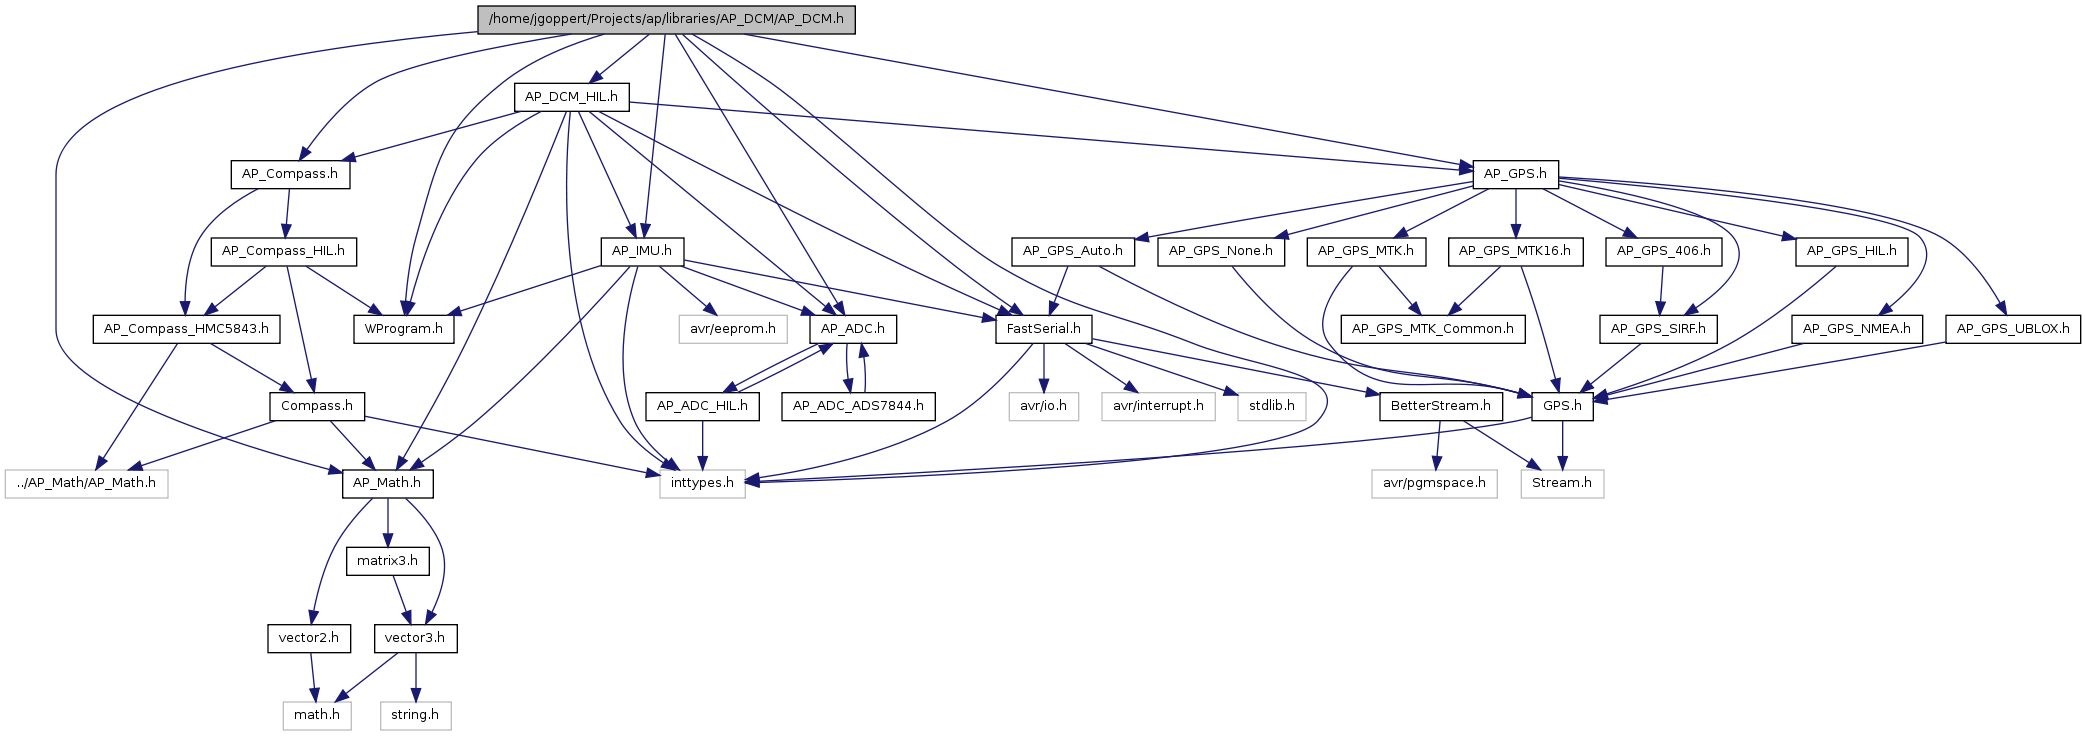 /home/jgoppert/Projects/ap/libraries/AP_DCM/AP_DCM.h
AP_DCM_HIL.h
AP_Compass.h
AP_GPS.h
AP_Compass_HIL.h
AP_IMU.h
AP_GPS_Auto.h
AP_GPS_None.h
AP_GPS_MTK.h
AP_GPS_MTK16.h
AP_GPS_406.h
AP_GPS_HIL.h
AP_Compass_HMC5843.h
WProgram.h
avr/eeprom.h
AP_ADC.h
FastSerial.h
AP_GPS_MTK_Common.h
AP_GPS_SIRF.h
AP_GPS_NMEA.h
AP_GPS_UBLOX.h
Compass.h
AP_ADC_HIL.h
AP_ADC_ADS7844.h
avr/io.h
avr/interrupt.h
stdlib.h
BetterStream.h
GPS.h
../AP_Math/AP_Math.h
AP_Math.h
inttypes.h
avr/pgmspace.h
Stream.h
matrix3.h
vector2.h
vector3.h
math.h
string.h